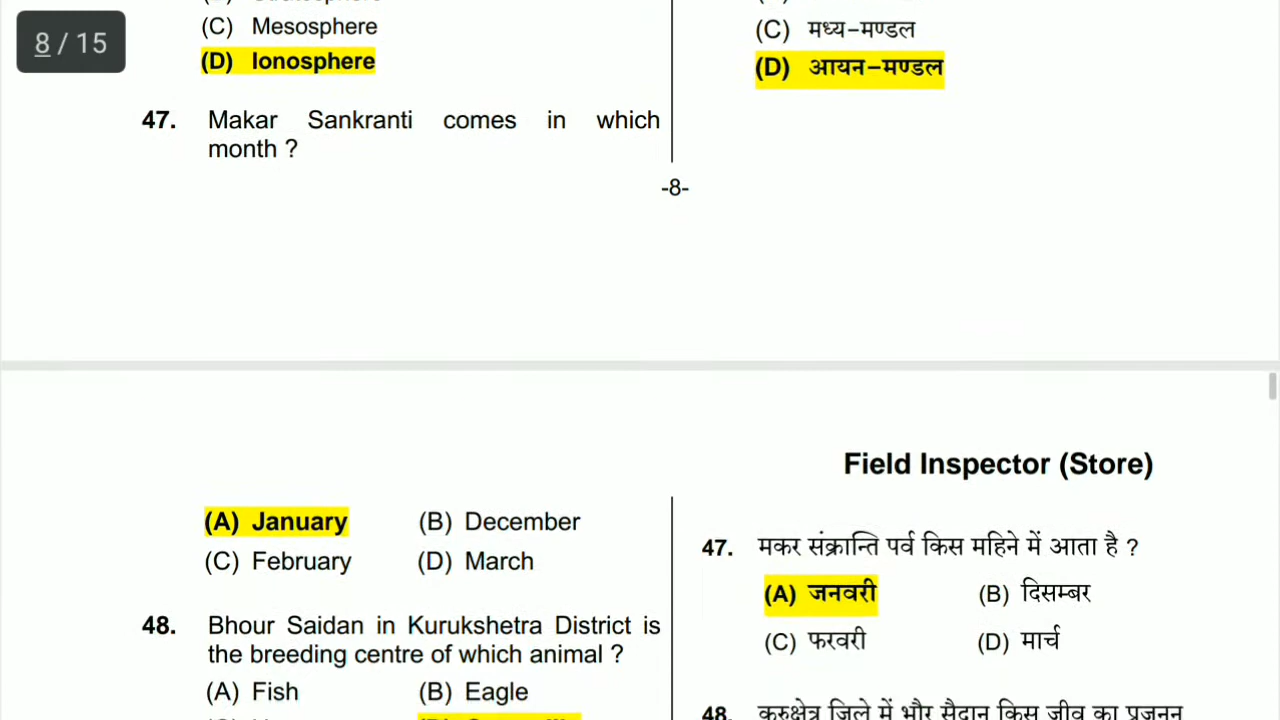 8 / 15
(C) Mesosphere
(D) Ionosphere
47. Makar Sankranti comes in which
month ?
(C) मध्य-मण्डल
(D) आयन-मण्डल
-8-
Field Inspector (Store)
(A) January (B) December
(C) February (D) March
48. Bhour Saidan in Kurukshetra District is
the breeding centre of which animal ?
(A) Fish (B) Eagle
47. मकर संक्रान्ति पर्व किस महिने में आता है ?
(A) जनवरी (B) दिसम्बर
(C) फरवरी (D) मार्च
48. कुरुक्षेत्र जिले में भौर सैदान किस जीव का प्रजनन